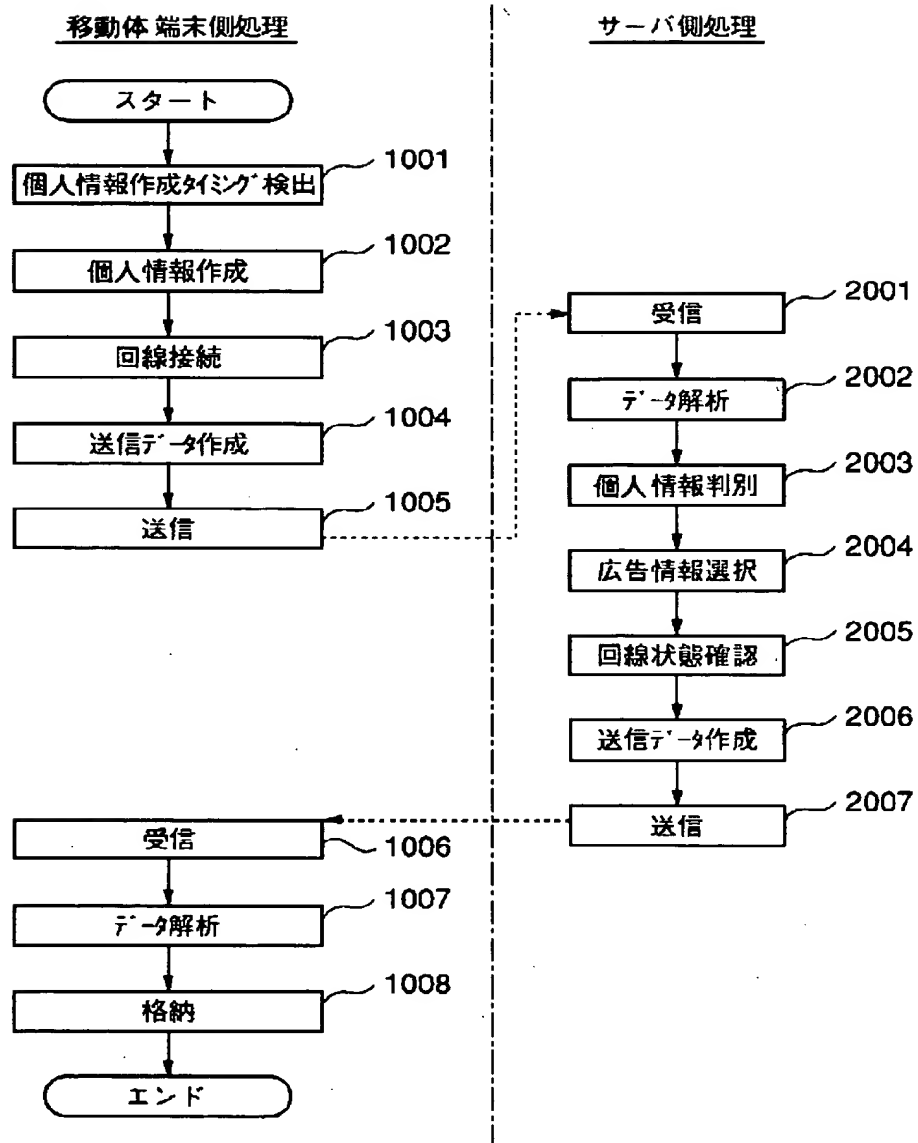 移動体端末側処理
スタート
個人情報作成タイミング検出
1001
個人情報作成
1002
回線接続
1003
送信データ作成
1004
送信
1005
受信
1006
データ解析
1007
格納
1008
エンド
サーバ側処理
受信
2001
データ解析
2002
個人情報判別
2003
広告情報選択
2004
回線状態確認
2005
送信データ作成
2006
送信
2007